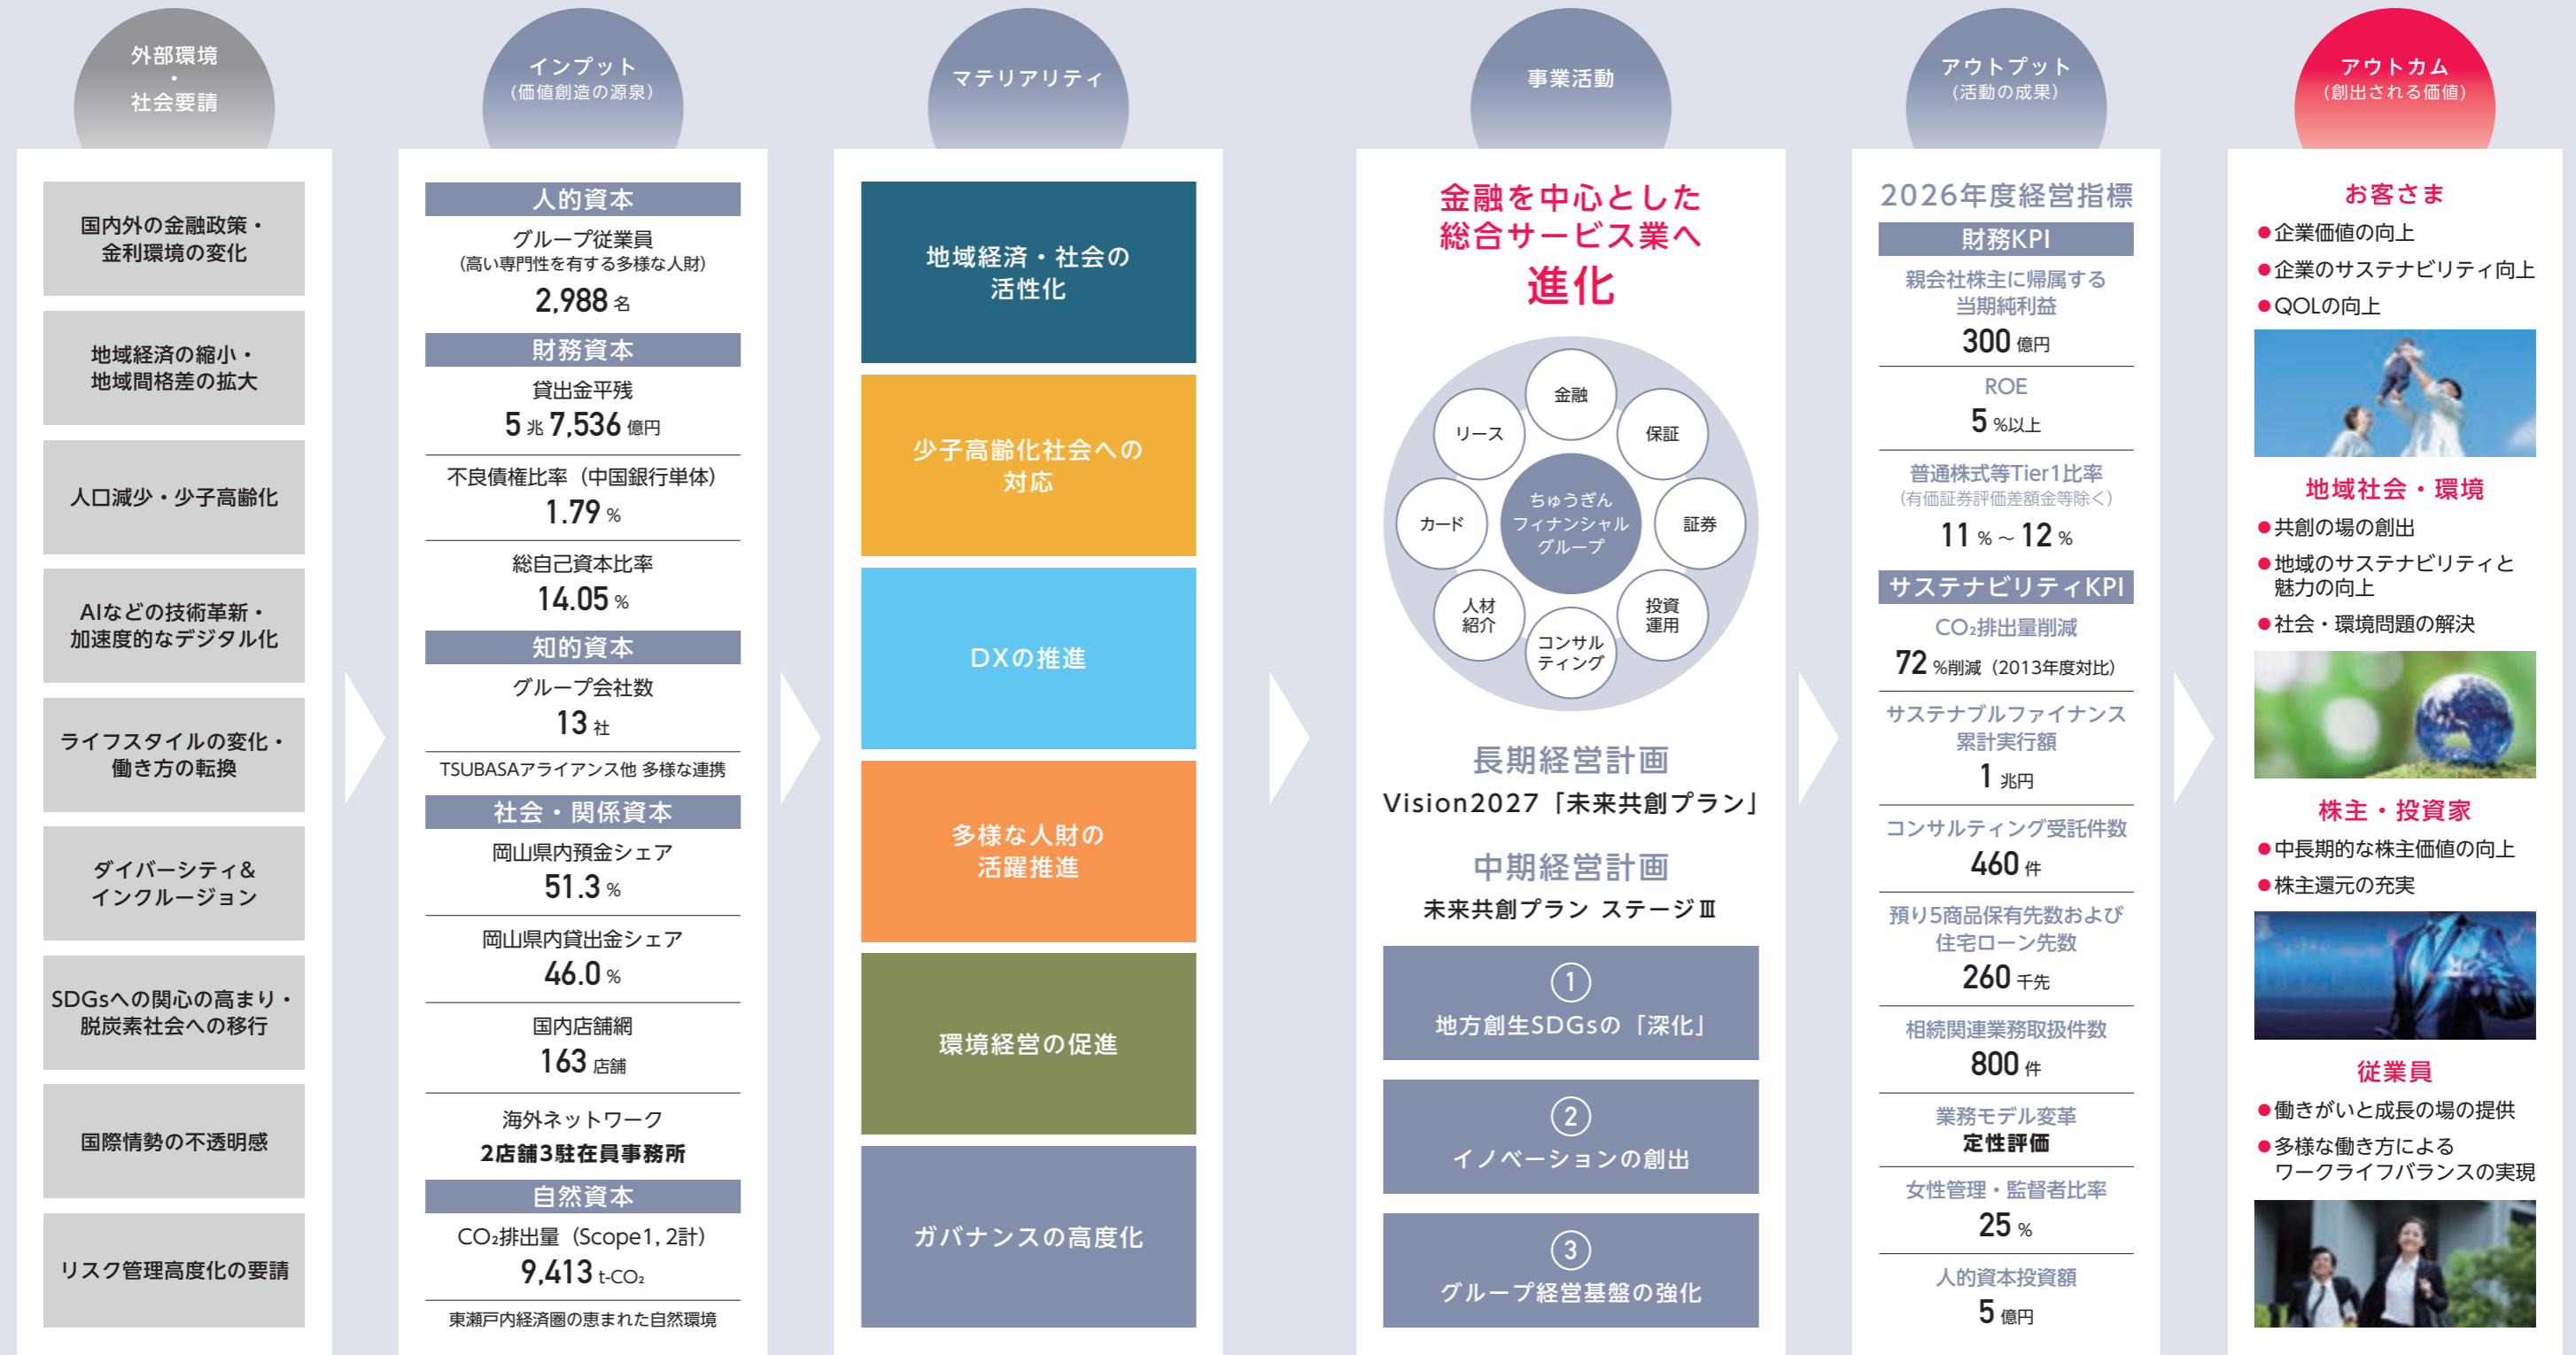 外部環境
・
社会要請
国内外の金融政策・
金利環境の変化
地域経済の縮小・
地域間格差の拡大
人口減少・少子高齢化
AIなどの技術革新・
加速度的なデジタル化
ライフスタイルの変化・
働き方の転換
ダイバーシティ&
インクルージョン
SDGsへの関心の高まり・
脱炭素社会への移行
国際情勢の不透明感
リスク管理高度化の要請
インプット
（価値創造の源泉）
人的資本
グループ従業員
（高い専門性を有する多様な人財）
2,988 名
財務資本
貸出金平残
5 兆 7,536 億円
不良債権比率（中国銀行単体）
1.79 %
総自己資本比率
14.05 %
知的資本
グループ会社数
13 社
TSUBASAアライアンス他 多様な連携
社会・関係資本
岡山県内預金シェア
51.3 %
岡山県内貸出金シェア
46.0 %
国内店舗網
163 店舗
海外ネットワーク
2店舗3駐在員事務所
自然資本
CO₂排出量（Scope1, 2計）
9,413 t-CO₂
東瀬戸内経済圏の恵まれた自然環境
マテリアリティ
地域経済・社会の
活性化
少子高齢化社会への
対応
DXの推進
多様な人財の
活躍推進
環境経営の促進
ガバナンスの高度化
事業活動
金融を中心とした
総合サービス業へ
進化
金融
保証
証券
投資
運用
コンサル
ティング
人材
紹介
カード
リース
ちゅうぎん
フィナンシャル
グループ
長期経営計画
Vision2027「未来共創プラン」
中期経営計画
未来共創プラン ステージⅢ
①
地方創生SDGsの「深化」
②
イノベーションの創出
③
グループ経営基盤の強化
アウトプット
（活動の成果）
2026年度経営指標
財務KPI
親会社株主に帰属する
当期純利益
300 億円
ROE
5 %以上
普通株式等Tier1比率
（有価証券評価差額金等除く）
11 % ～ 12 %
サステナビリティKPI
CO₂排出量削減
72 %削減（2013年度対比）
サステナブルファイナンス
累計実行額
1 兆円
コンサルティング受託件数
460 件
預り5商品保有先数および
住宅ローン先数
260 千先
相続関連業務取扱件数
800 件
業務モデル変革
定性評価
女性管理・監督者比率
25 %
人的資本投資額
5 億円
アウトカム
（創出される価値）
お客さま
●企業価値の向上
●企業のサステナビリティ向上
●QOLの向上
地域社会・環境
●共創の場の創出
●地域のサステナビリティと
魅力の向上
●社会・環境問題の解決
株主・投資家
●中長期的な株主価値の向上
●株主還元の充実
従業員
●働きがいと成長の場の提供
●多様な働き方による
ワークライフバランスの実現